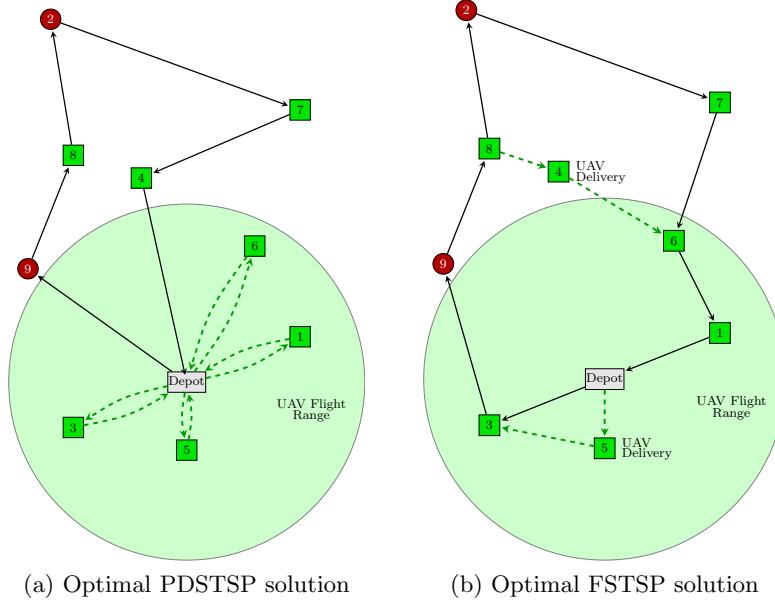 2
7
8
4
9
6
1
Depot
3
5
UAV Flight
Range
(a) Optimal PDSTSP solution
2
7
8
4
UAV
Delivery
6
9
1
Depot
UAV Flight
Range
3
5
UAV
Delivery
(b) Optimal FSTSP solution